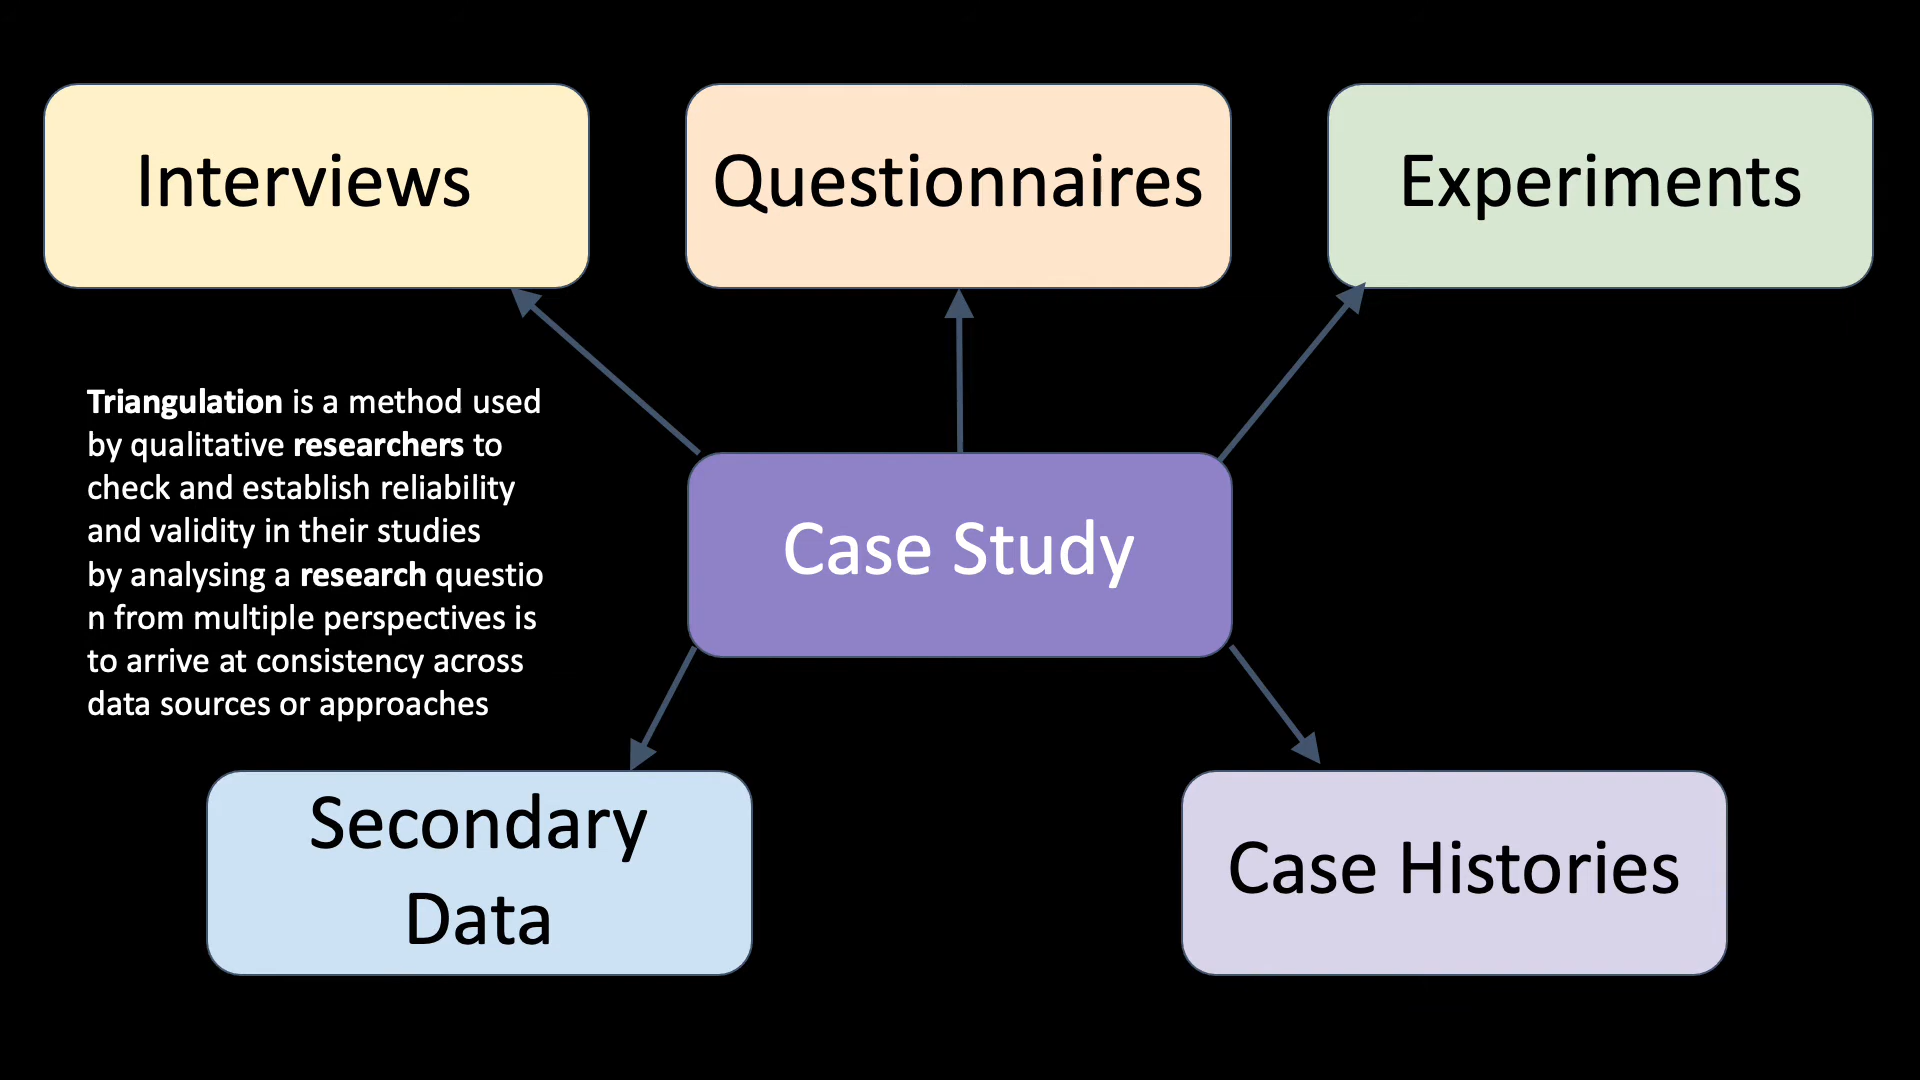 Interviews
Questionnaires
Experiments
Triangulation is a method used
by qualitative researchers to
check and establish reliability
and validity in their studies
by analysing a research questio
n from multiple perspectives is
to arrive at consistency across
data sources or approaches
Case Study
Secondary
Data
Case Histories